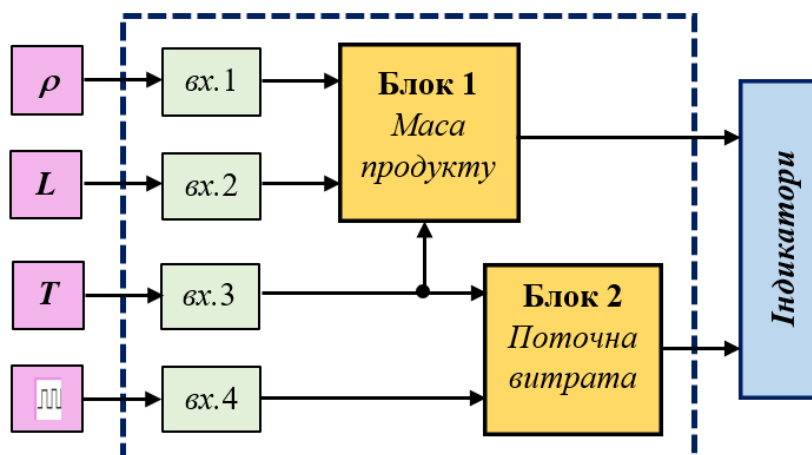 ρ
вх.1
Блок 1
Маса
продукту
L
вх.2
T
вх.3
Блок 2
Поточна
витрата
вх.4
Індикатори